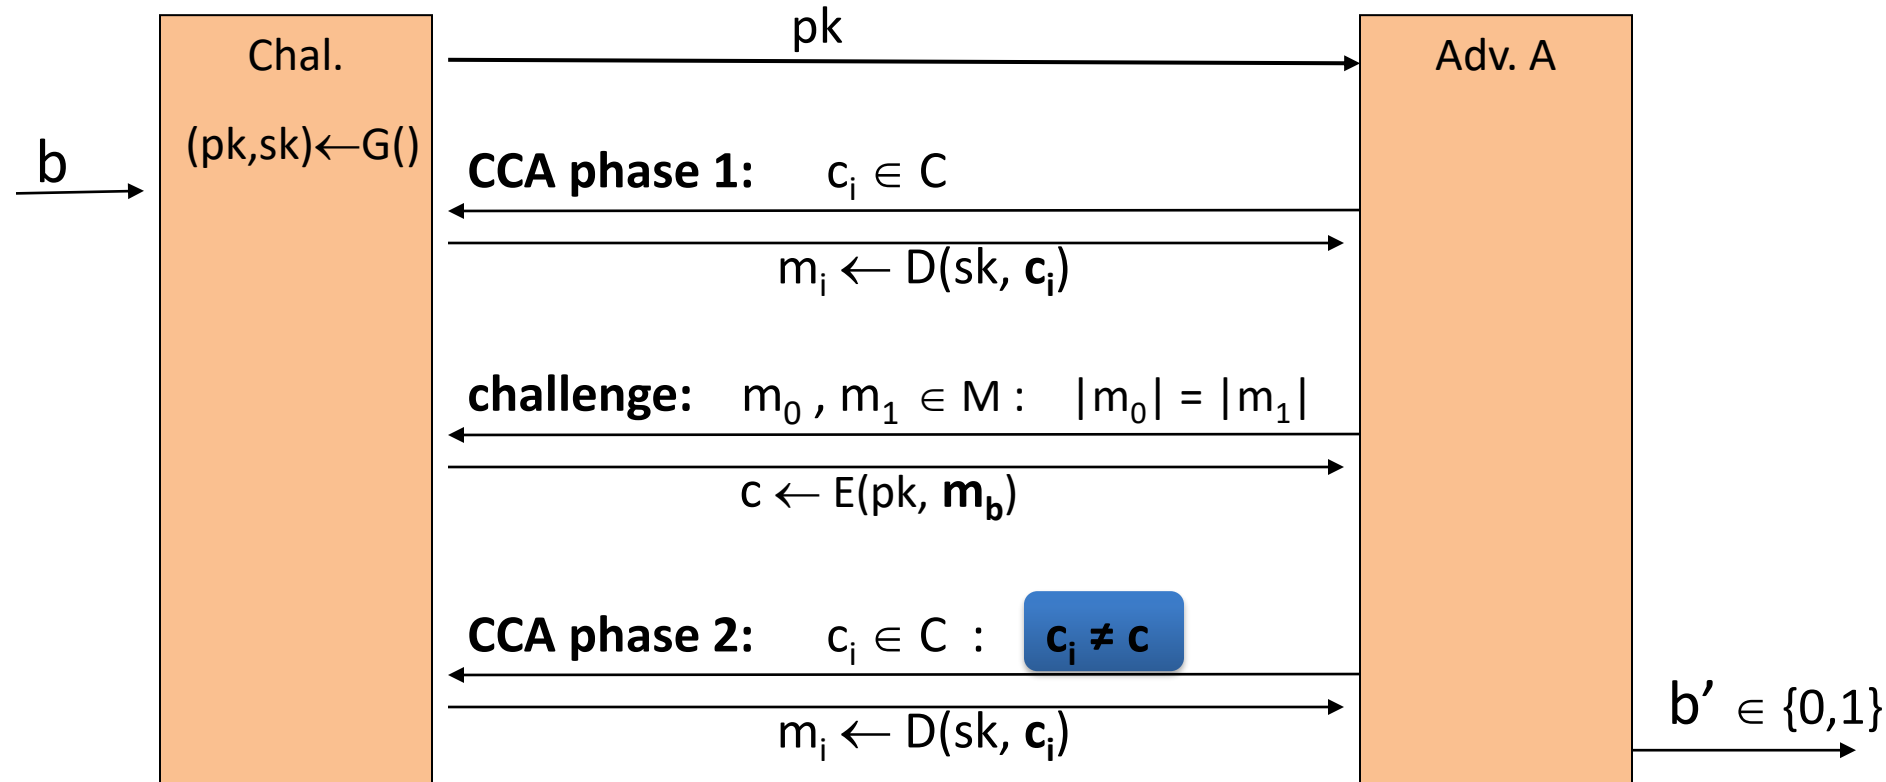 pk
Chal.
Adv. A
(pk,sk)←G()
b
CCA phase 1: cᵢ ∈ C
mᵢ ← D(sk, cᵢ)
challenge: m₀ , m₁ ∈ M : |m₀| = |m₁|
c ← E(pk, m_b)
CCA phase 2: cᵢ ∈ C : cᵢ ≠ c
mᵢ ← D(sk, cᵢ)
b’ ∈ {0,1}